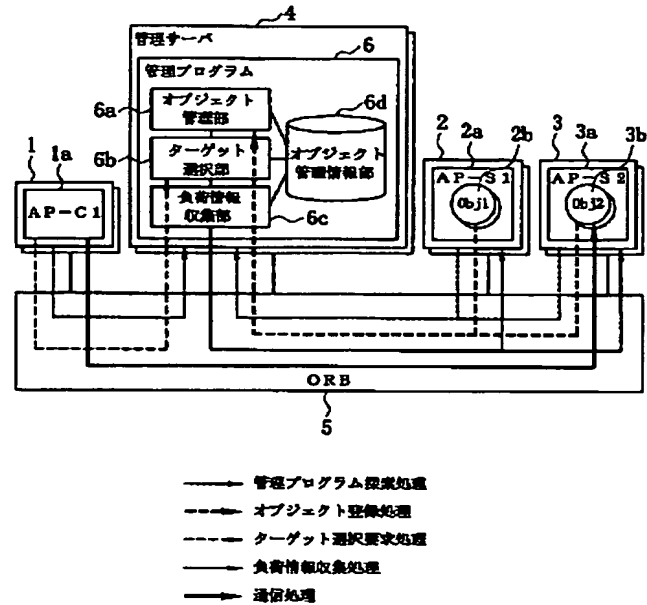 4
管理サーバ
6
管理プログラム
6a
オブジェクト
管理部
6d
6b
ターゲット
選択部
オブジェクト
管理情報部
負荷情報
収集部
6c
1
1a
AP-C1
2
2a
2b
AP-S1
Obj1
3
3a
3b
AP-S2
Obj2
ORB
5
管理プログラム探索処理
オブジェクト登録処理
ターゲット選択要求処理
負荷情報収集処理
通信処理